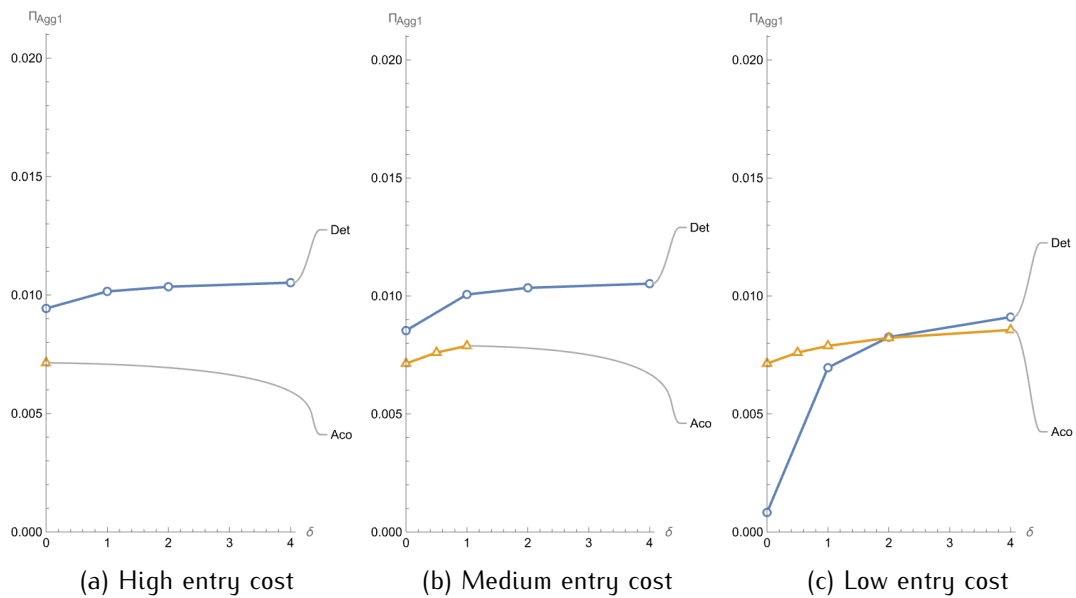 Π_Agg1
0.020
0.015
0.010
0.005
0.000
0 1 2 3 4 δ
Det
Aco
(a) High entry cost
Π_Agg1
0.020
0.015
0.010
0.005
0.000
0 1 2 3 4 δ
Det
Aco
(b) Medium entry cost
Π_Agg1
0.020
0.015
0.010
0.005
0.000
0 1 2 3 4 δ
Det
Aco
(c) Low entry cost